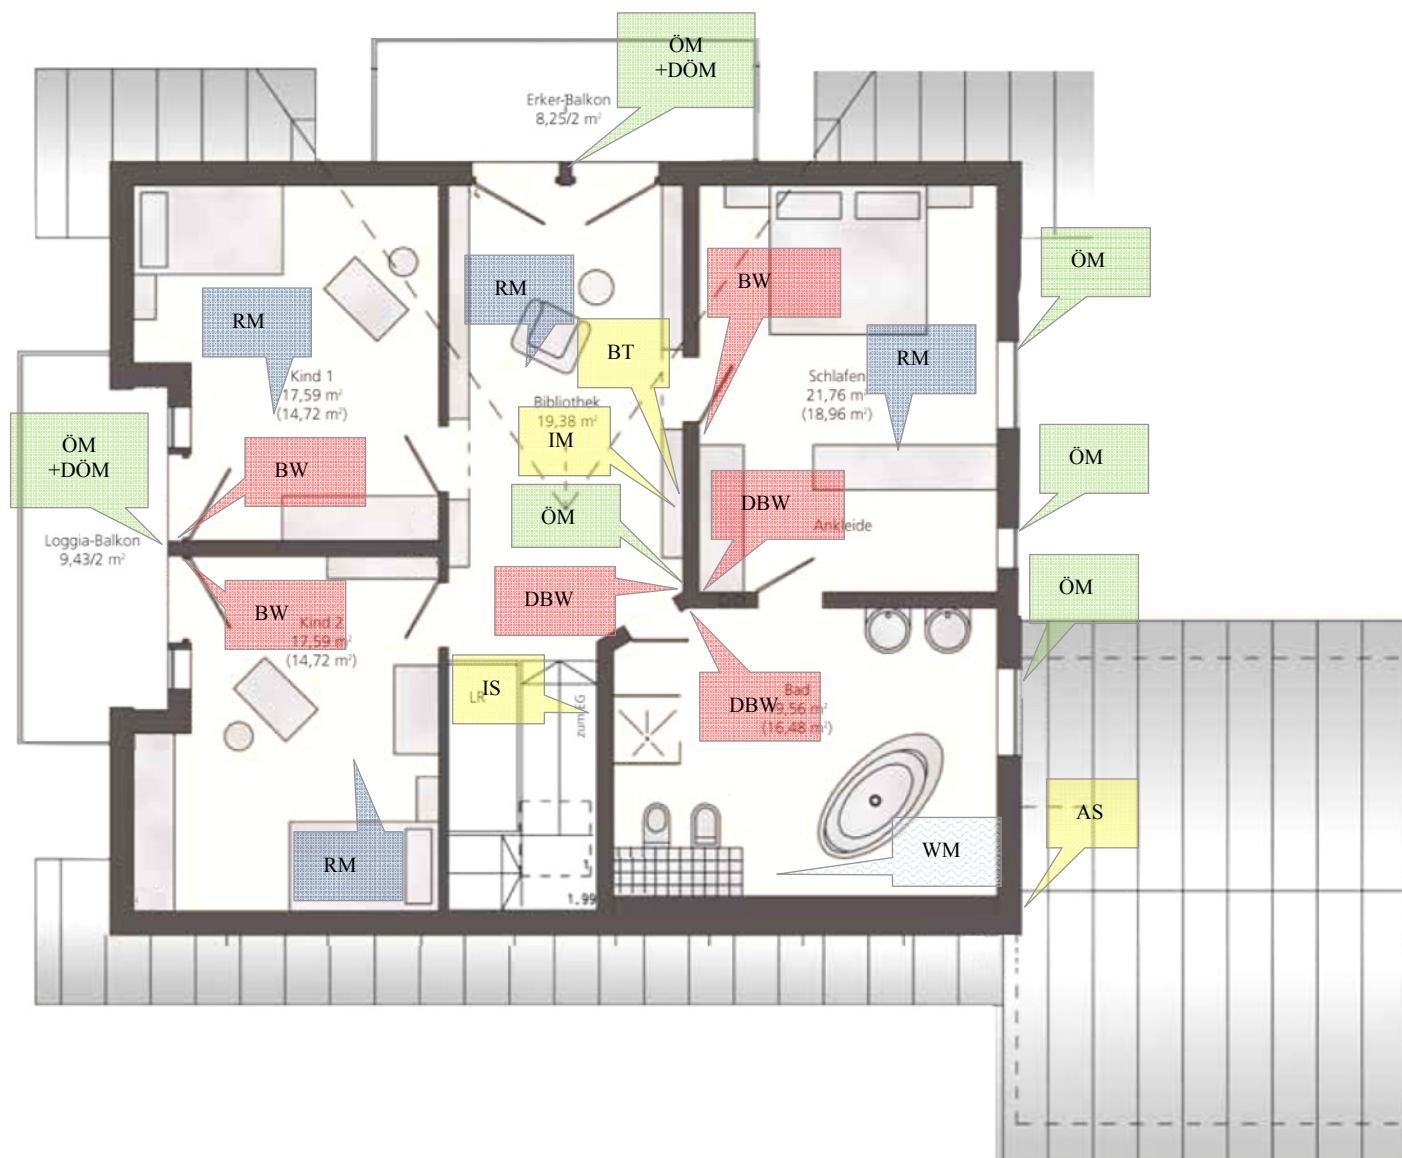 ÖM
+DÖM
Erker-Balkon
8,25/2 m²
ÖM
BW
RM
RM
BT
RM
Kind 1
17,59 m²
(14,72 m²)
Schlafen
21,76 m²
(18,96 m²)
Bibliothek
19,38 m²
IM
ÖM
+DÖM
BW
ÖM
DBW
ÖM
Ankleide
Loggia-Balkon
9,43/2 m²
ÖM
DBW
BW
Kind 2
17,59 m²
(14,72 m²)
IS
LR
zum EG
Bad
DBW
(16,48 m²)
AS
WM
RM
1.99